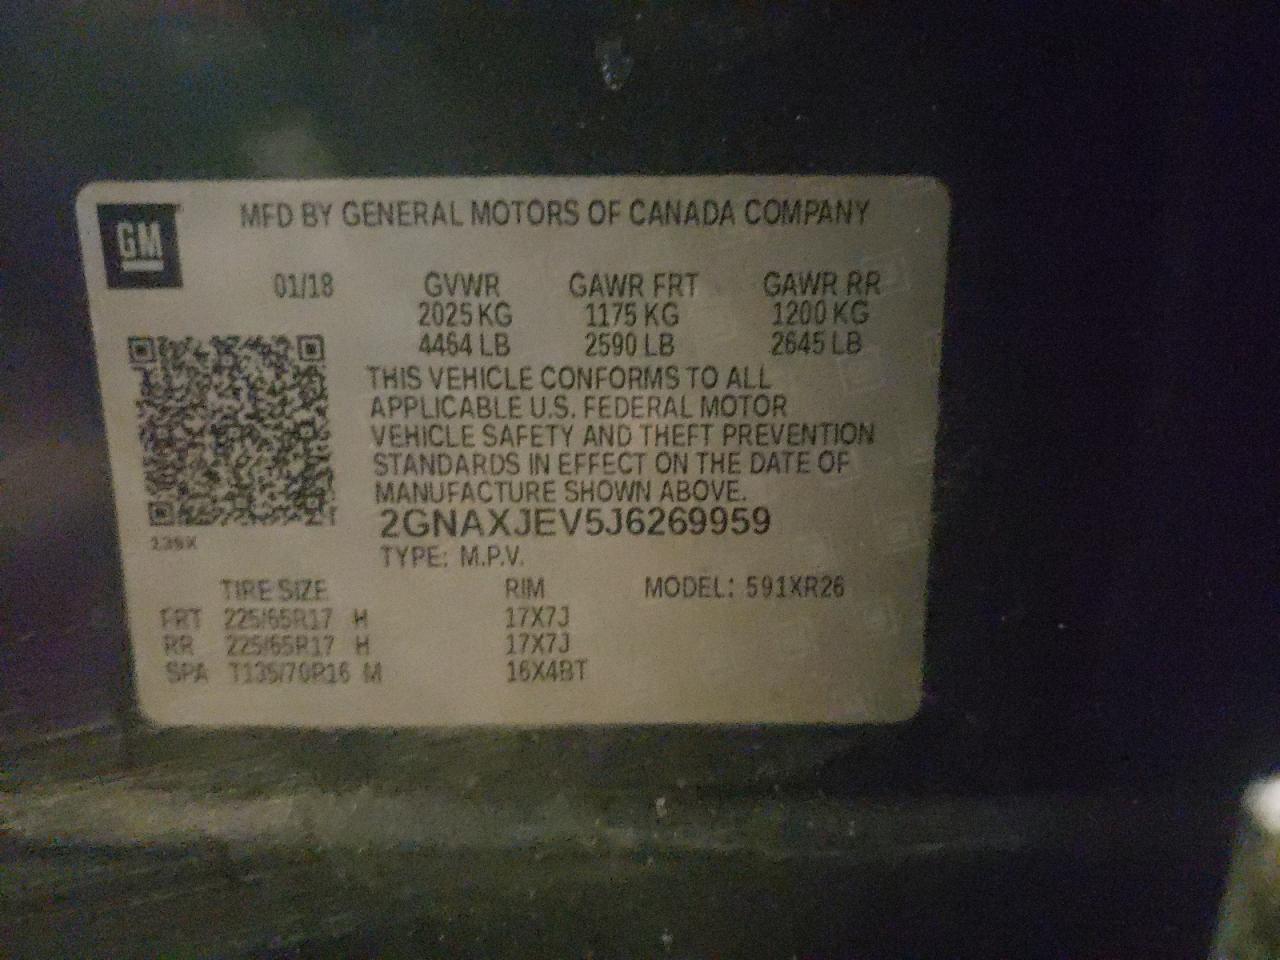 GM
MFD BY GENERAL MOTORS OF CANADA COMPANY
01/18 GVWR GAWR FRT GAWR RR
2025 KG 1175 KG 1200 KG
4464 LB 2590 LB 2645 LB
THIS VEHICLE CONFORMS TO ALL
APPLICABLE U.S. FEDERAL MOTOR
VEHICLE SAFETY AND THEFT PREVENTION
STANDARDS IN EFFECT ON THE DATE OF
MANUFACTURE SHOWN ABOVE.
2GNAXJEV5J6269959
TYPE: M.P.V.
TIRE SIZE RIM MODEL: 591XR26
FRT 225/65R17 H 17X7J
RR 225/65R17 H 17X7J
SPA T135/70R16 M 16X4BT